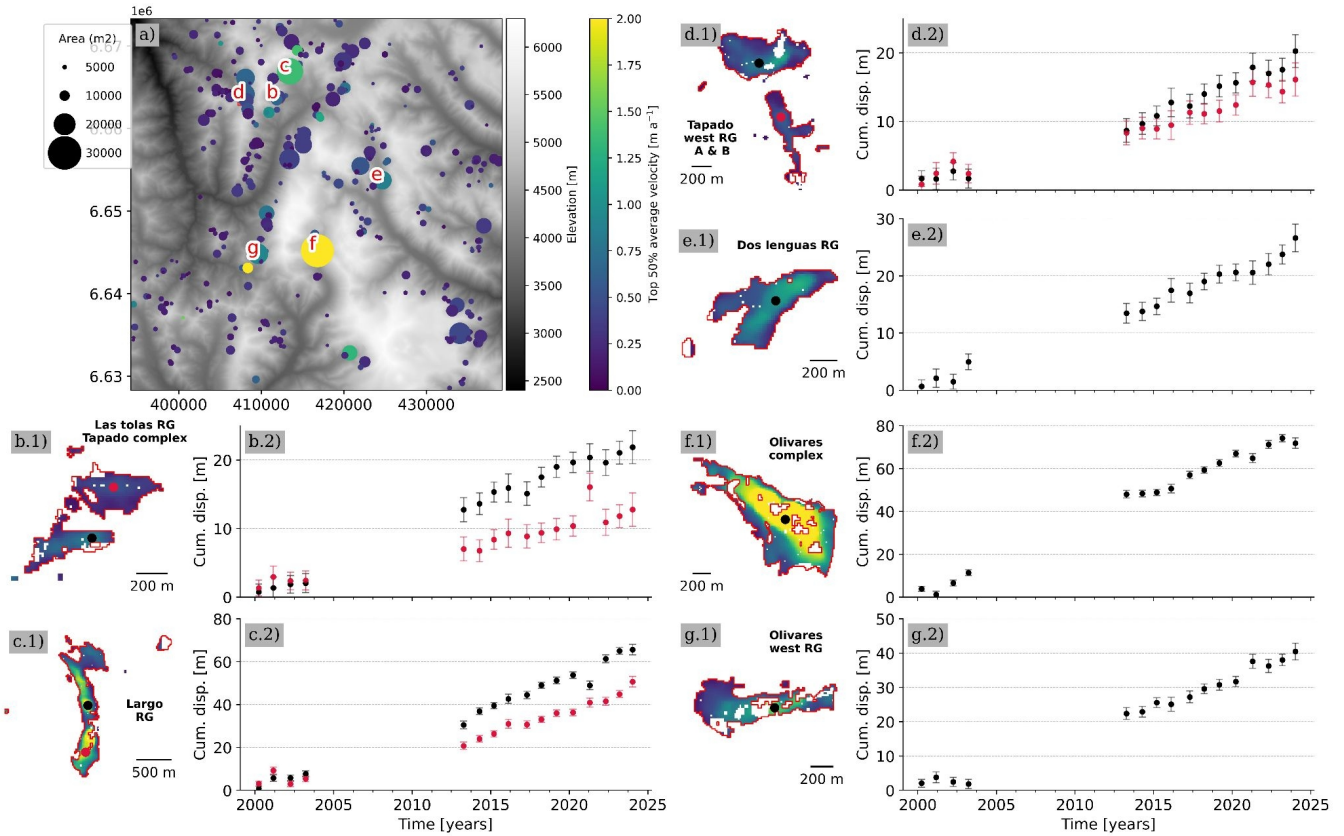 1e6
a)
Area (m2)
5000
10000
20000
30000
6.67
6.66
6.65
6.64
6.63
400000
410000
420000
430000
c
d
b
e
g
f
6000
5500
5000
4500
4000
3500
3000
2500
Elevation [m]
2.00
1.75
1.50
1.25
1.00
0.75
0.50
0.25
0.00
Top 50% average velocity [m a⁻¹]
d.1)
Tapado
west RG
A & B
200 m
d.2)
Cum. disp. [m]
20
10
0
e.1)
Dos lenguas RG
200 m
e.2)
Cum. disp. [m]
30
20
10
0
b.1)
Las tolas RG
Tapado complex
200 m
b.2)
Cum. disp. [m]
20
10
0
f.1)
Olivares
complex
200 m
f.2)
Cum. disp. [m]
80
60
40
20
0
c.1)
Largo
RG
500 m
c.2)
Cum. disp. [m]
80
60
40
20
0
2000
2005
2010
2015
2020
2025
Time [years]
g.1)
Olivares
west RG
200 m
g.2)
Cum. disp. [m]
50
40
30
20
10
0
2000
2005
2010
2015
2020
2025
Time [years]